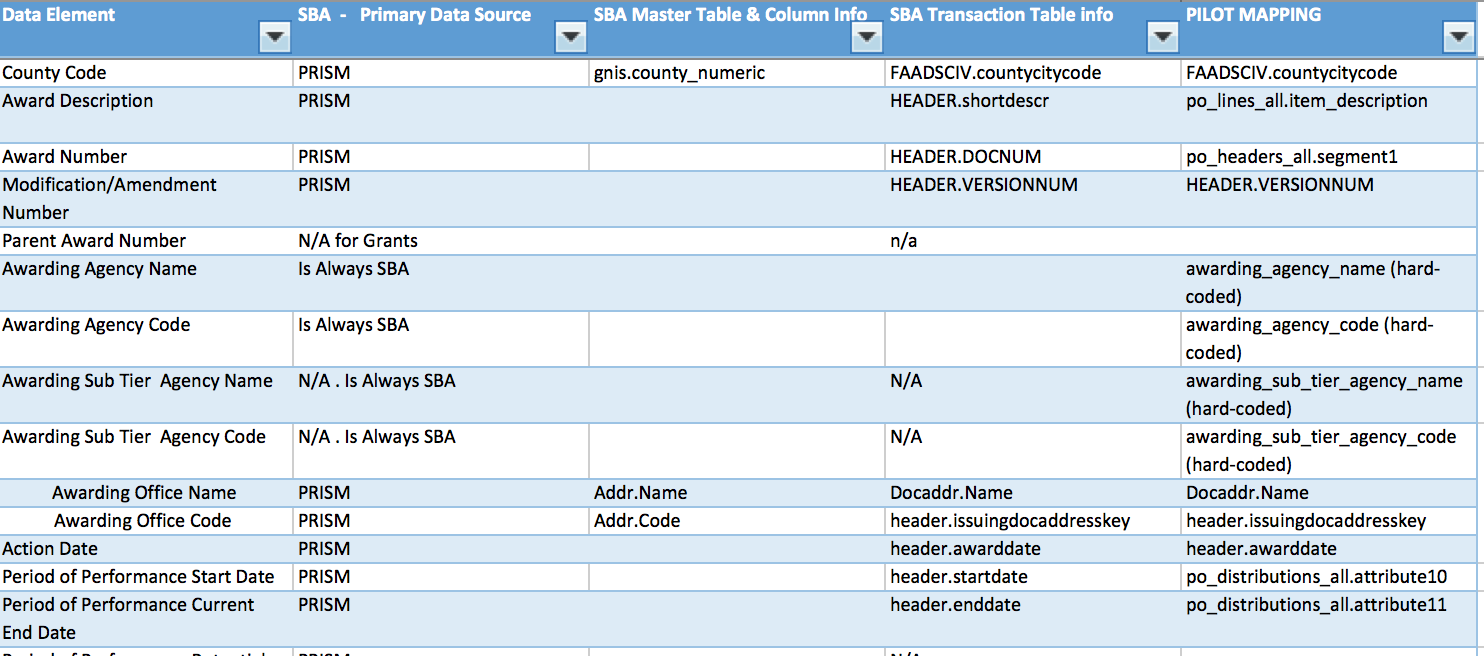 Data Element SBA - Primary Data Source SBA Master Table & Column Info SBA Transaction Table info PILOT MAPPING
County Code PRISM gnis.county_numeric FAADSCIV.countycitycode FAADSCIV.countycitycode
Award Description PRISM HEADER.shortdescr po_lines_all.item_description
Award Number PRISM HEADER.DOCNUM po_headers_all.segment1
Modification/Amendment PRISM HEADER.VERSIONNUM HEADER.VERSIONNUM
Number
Parent Award Number N/A for Grants n/a
Awarding Agency Name Is Always SBA awarding_agency_name (hard-
coded)
Awarding Agency Code Is Always SBA awarding_agency_code (hard-
coded)
Awarding Sub Tier Agency Name N/A . Is Always SBA N/A awarding_sub_tier_agency_name
(hard-coded)
Awarding Sub Tier Agency Code N/A . Is Always SBA N/A awarding_sub_tier_agency_code
(hard-coded)
Awarding Office Name PRISM Addr.Name Docaddr.Name Docaddr.Name
Awarding Office Code PRISM Addr.Code header.issuingdocaddresskey header.issuingdocaddresskey
Action Date PRISM header.awarddate header.awarddate
Period of Performance Start Date PRISM header.startdate po_distributions_all.attribute10
Period of Performance Current PRISM header.enddate po_distributions_all.attribute11
End Date